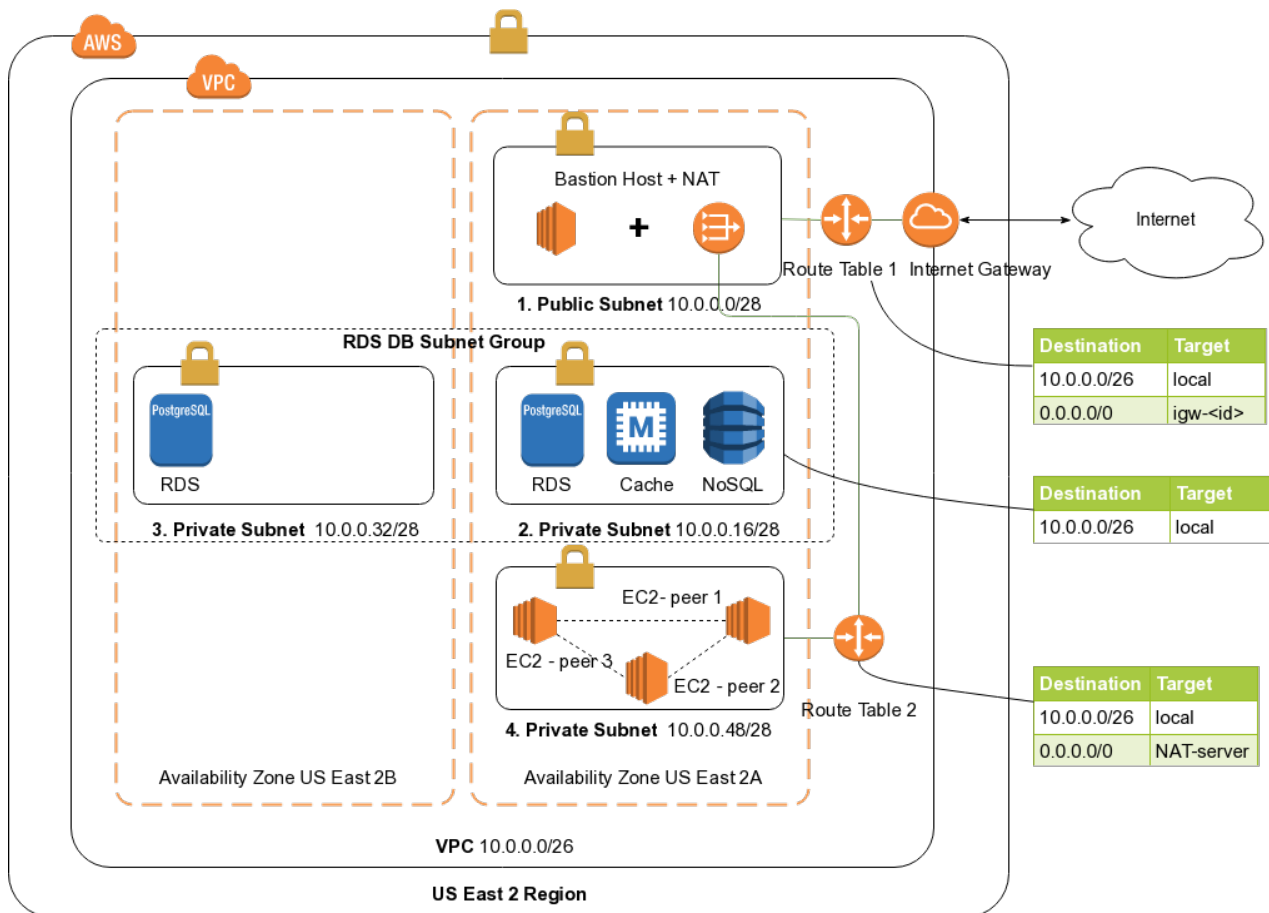 AWS
VPC
Bastion Host + NAT
+
1. Public Subnet 10.0.0.0/28
Route Table 1
Internet Gateway
Internet
RDS DB Subnet Group
PostgreSQL
RDS
3. Private Subnet 10.0.0.32/28
PostgreSQL
M
RDS
Cache
NoSQL
2. Private Subnet 10.0.0.16/28
Destination Target
10.0.0.0/26 local
0.0.0.0/0 igw-<id>
Destination Target
10.0.0.0/26 local
EC2- peer 1
EC2 - peer 3
EC2 - peer 2
4. Private Subnet 10.0.0.48/28
Route Table 2
Destination Target
10.0.0.0/26 local
0.0.0.0/0 NAT-server
Availability Zone US East 2B
Availability Zone US East 2A
VPC 10.0.0.0/26
US East 2 Region